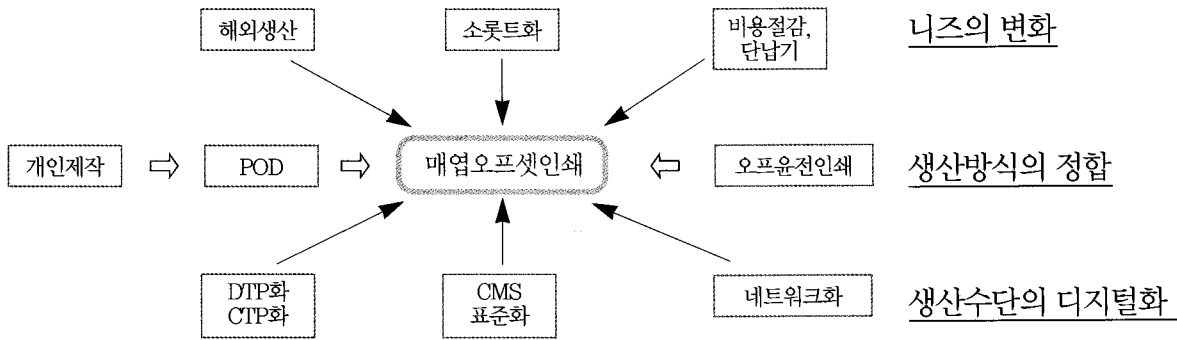 해외생산
소롯트화
비용절감,
단납기
니즈의 변화
개인제작
POD
매엽오프셋인쇄
오프윤전인쇄
생산방식의 정합
DTP화
CTP화
CMS
표준화
네트워크화
생산수단의 디지털화